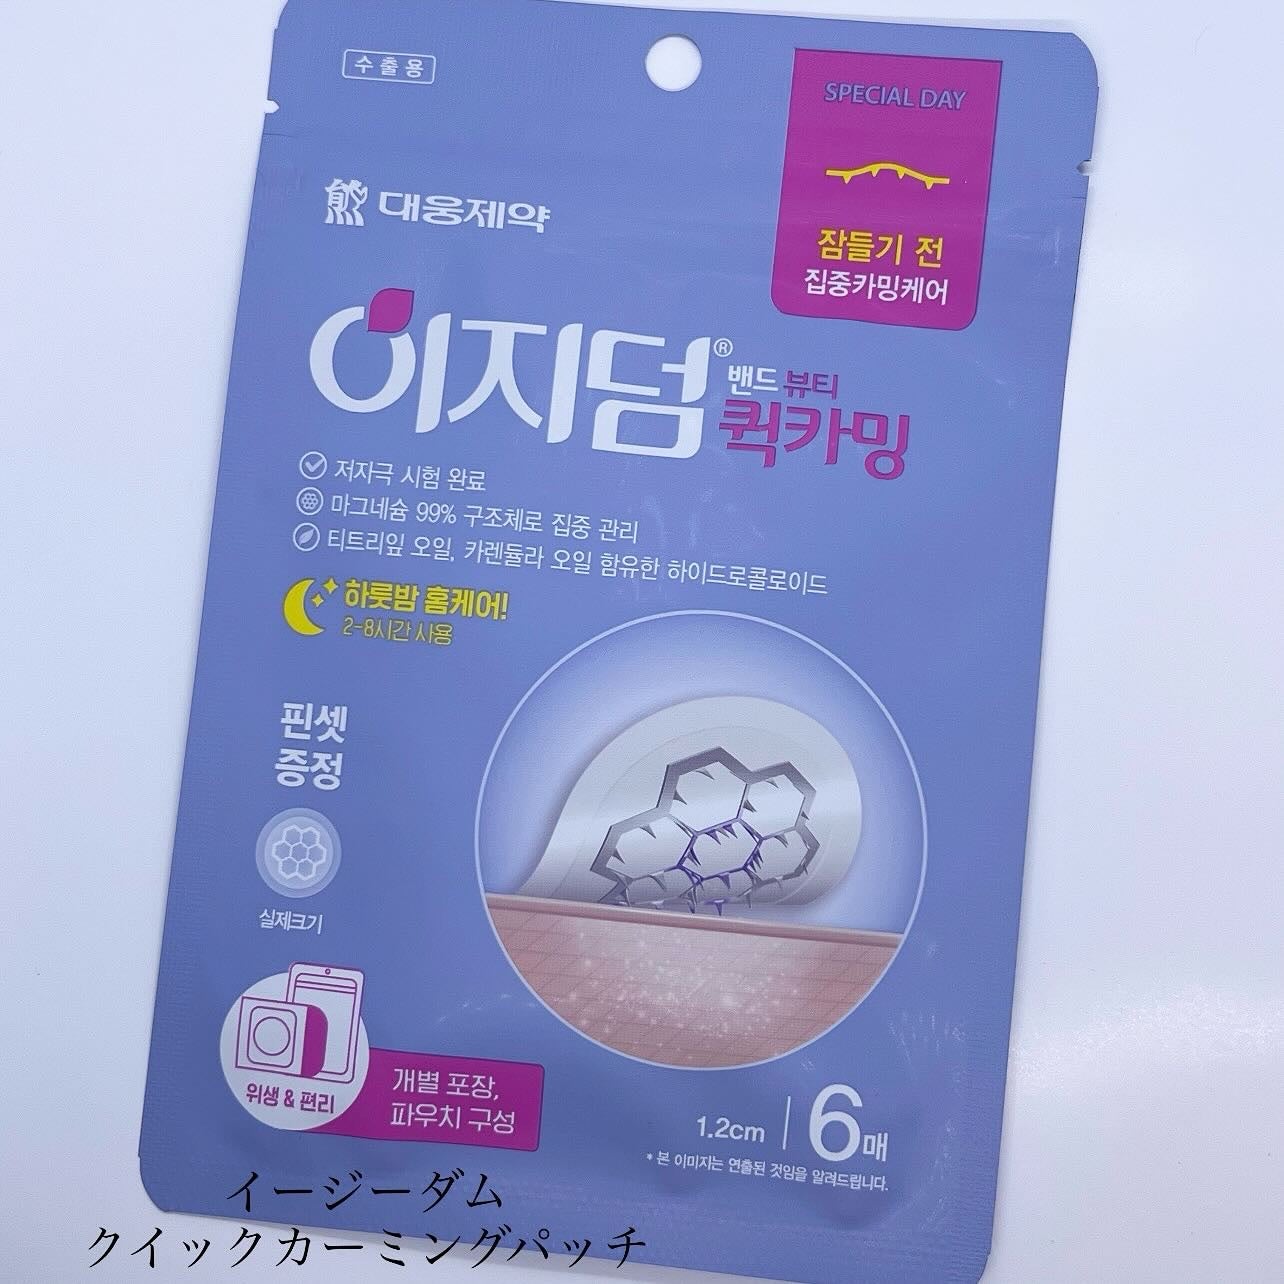 수출용
SPECIAL DAY
잠들기 전
집중카밍케어
대웅제약
이지덤®
밴드 뷰티
퀵카밍
저자극 시험 완료
마그네슘 99% 구조체로 집중 관리
티트리잎 오일, 카렌듈라 오일 함유한 하이드로콜로이드
하룻밤 홈케어!
2-8시간 사용
핀셋
증정
실제크기
위생 & 편리
개별 포장,
파우치 구성
1.2cm | 6매
* 본 이미지는 연출된 것임을 알려드립니다.
イージーダム
クイックカーミングパッチ